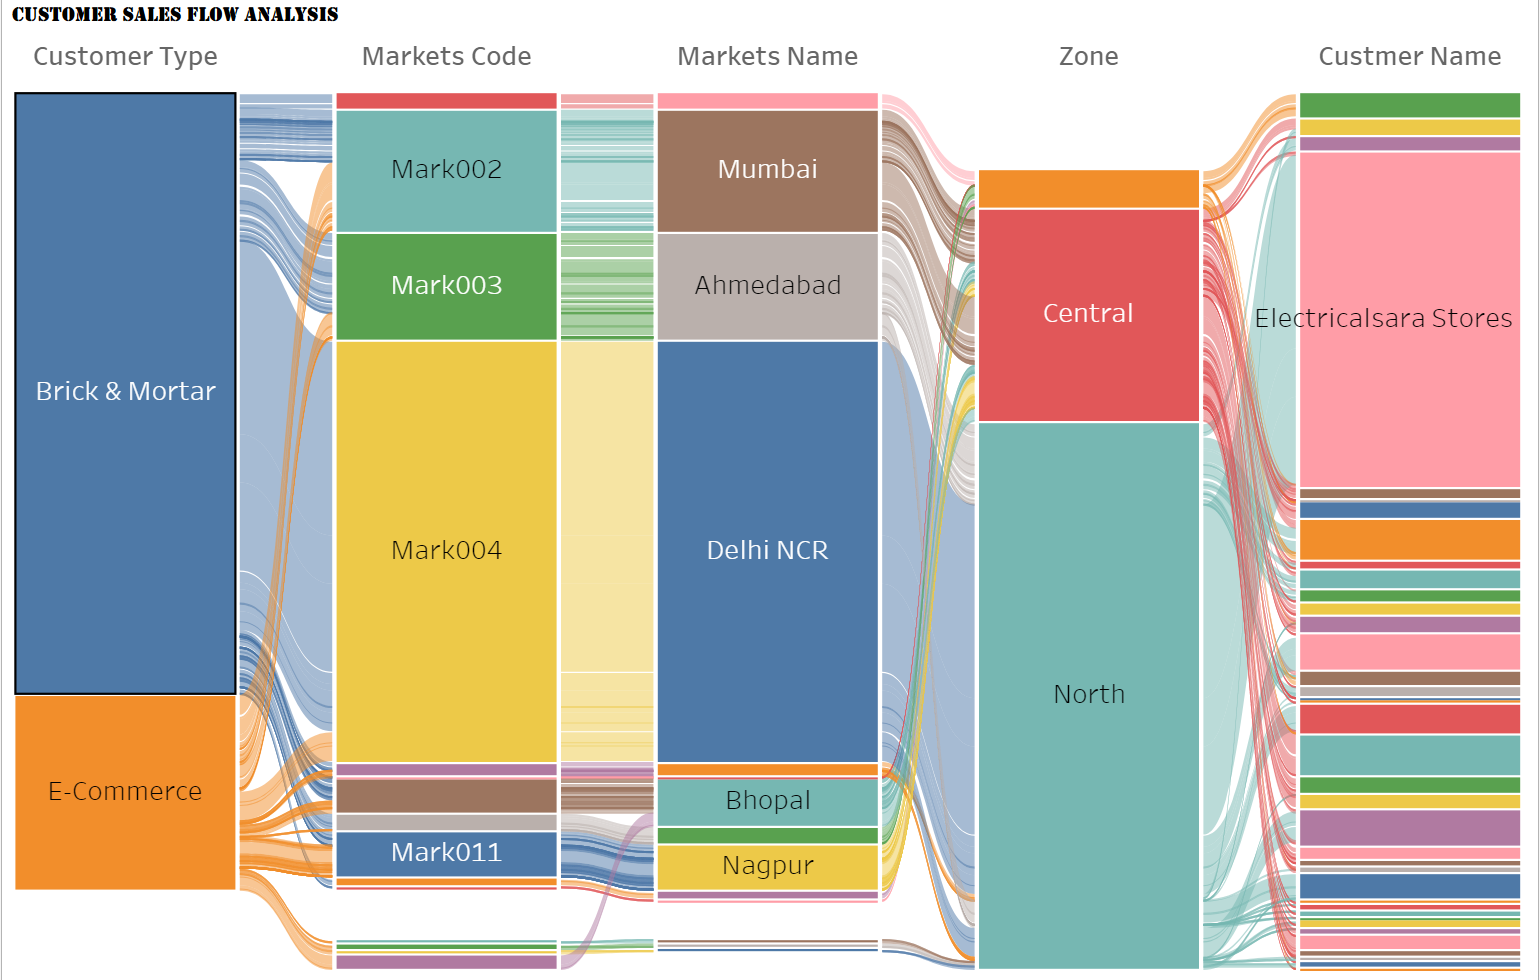 CUSTOMER SALES FLOW ANALYSIS
Customer Type
Markets Code
Markets Name
Zone
Custmer Name
Mark002
Mumbai
Mark003
Ahmedabad
Central
Electricalsara Stores
Brick & Mortar
Mark004
Delhi NCR
North
E-Commerce
Bhopal
Mark011
Nagpur